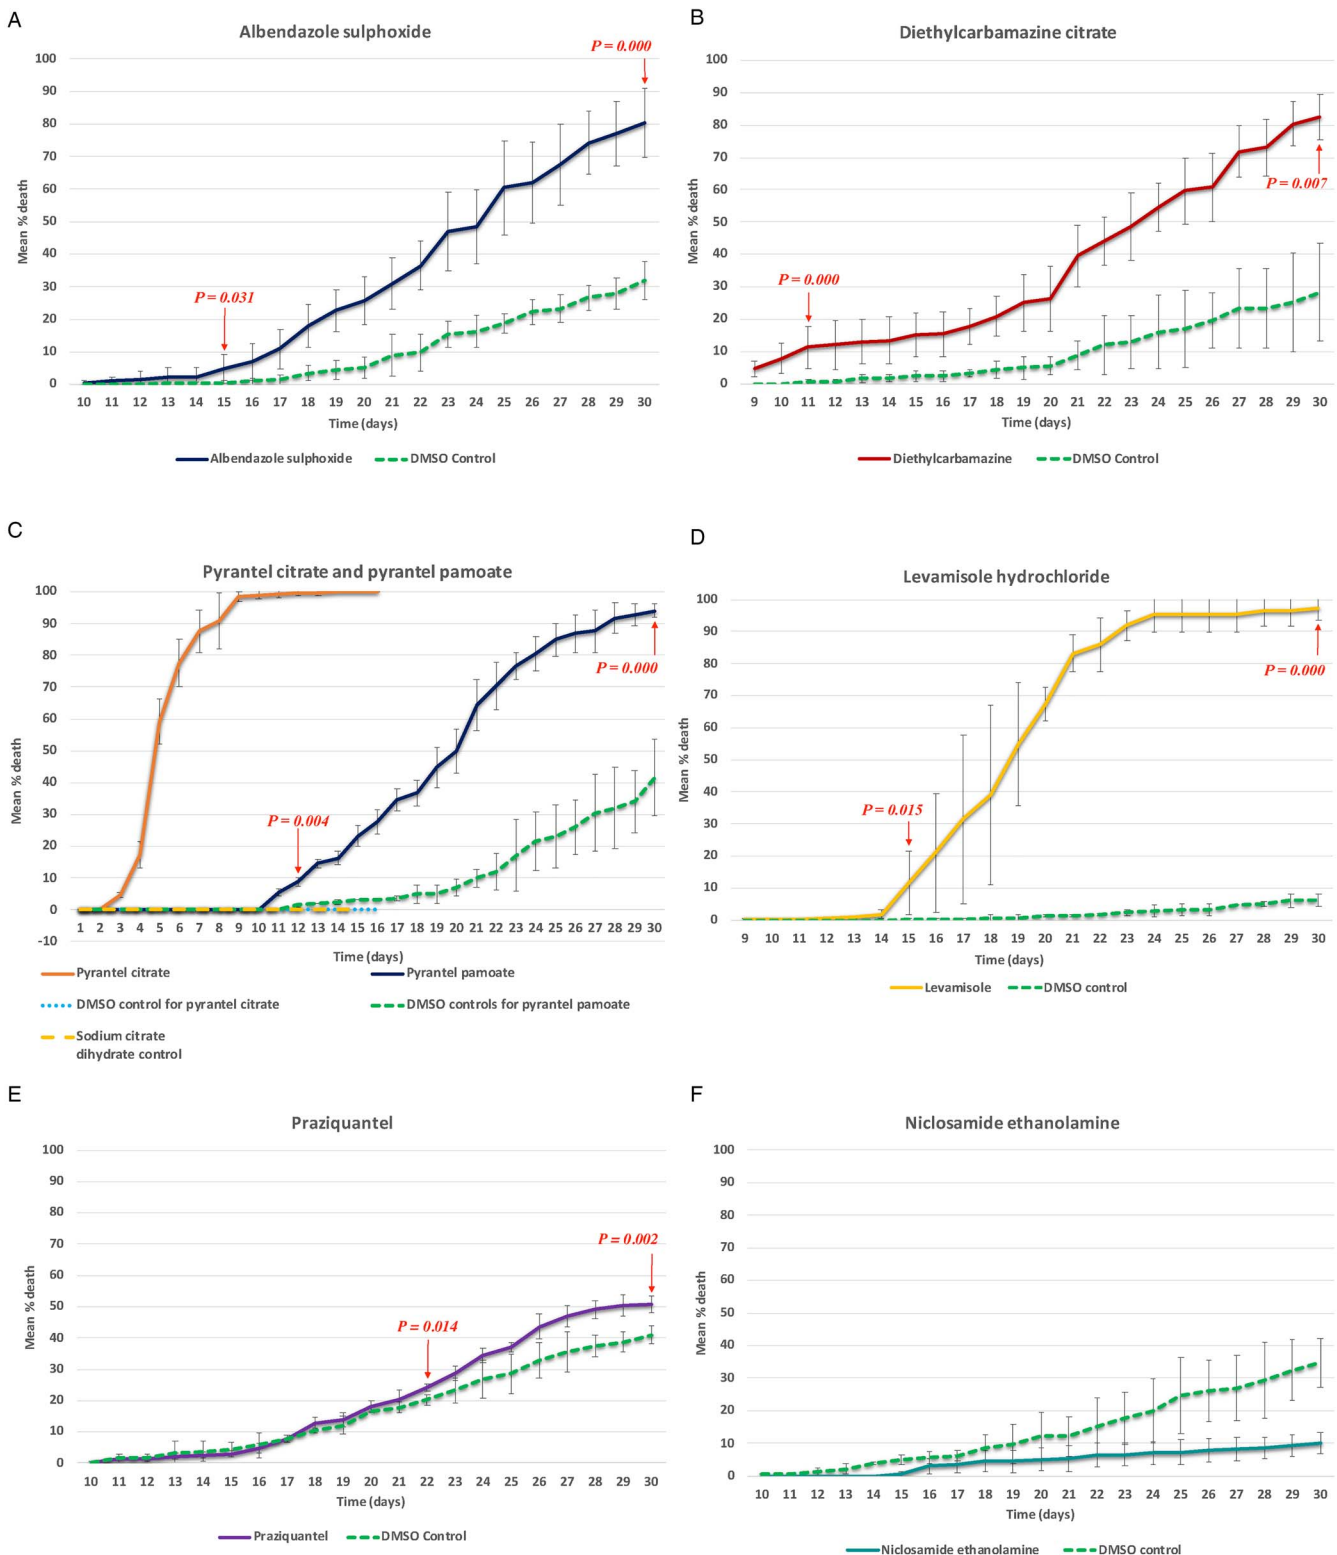 A
Albendazole sulphoxide
P = 0.000
100
90
80
70
60
50
40
30
20
10
0
Mean % death
P = 0.031
10 11 12 13 14 15 16 17 18 19 20 21 22 23 24 25 26 27 28 29 30
Time (days)
Albendazole sulphoxide DMSO Control
B
Diethylcarbamazine citrate
100
90
80
70
60
50
40
30
20
10
0
Mean % death
P = 0.007
P = 0.000
9 10 11 12 13 14 15 16 17 18 19 20 21 22 23 24 25 26 27 28 29 30
Time (days)
Diethylcarbamazine DMSO Control
C
Pyrantel citrate and pyrantel pamoate
100
90
80
70
60
50
40
30
20
10
0
-10
Mean % death
P = 0.000
P = 0.004
1 2 3 4 5 6 7 8 9 10 11 12 13 14 15 16 17 18 19 20 21 22 23 24 25 26 27 28 29 30
Time (days)
Pyrantel citrate Pyrantel pamoate
DMSO control for pyrantel citrate DMSO controls for pyrantel pamoate
Sodium citrate
dihydrate control
D
Levamisole hydrochloride
100
90
80
70
60
50
40
30
20
10
0
Mean % death
P = 0.000
P = 0.015
9 10 11 12 13 14 15 16 17 18 19 20 21 22 23 24 25 26 27 28 29 30
Time (days)
Levamisole DMSO control
E
Praziquantel
100
90
80
70
60
50
40
30
20
10
0
Mean % death
P = 0.002
P = 0.014
10 11 12 13 14 15 16 17 18 19 20 21 22 23 24 25 26 27 28 29 30
Time (days)
Praziquantel DMSO Control
F
Niclosamide ethanolamine
100
90
80
70
60
50
40
30
20
10
0
Mean % death
10 11 12 13 14 15 16 17 18 19 20 21 22 23 24 25 26 27 28 29 30
Time (days)
Niclosamide ethanolamine DMSO control